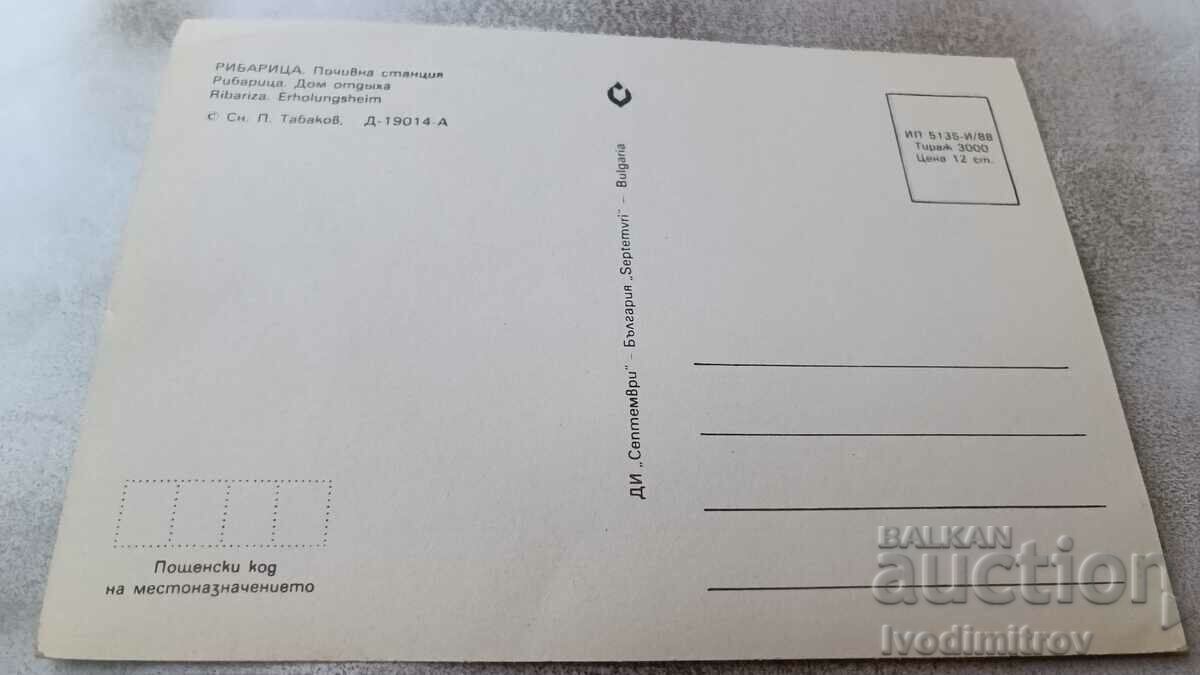 РИБАРИЦА. Почивна станция
Рибарица. Дом отдыха
Ribariza. Erholungsheim
© Сн. П. Табаков, Д-19014-А
ИП 5135-И/88
Тираж 3000
Цена 12 ст.
ДИ „Септември" – България „Septemvri" – Bulgaria
Пощенски код
на местоназначението
BALKAN
auction
Ivodimitrov